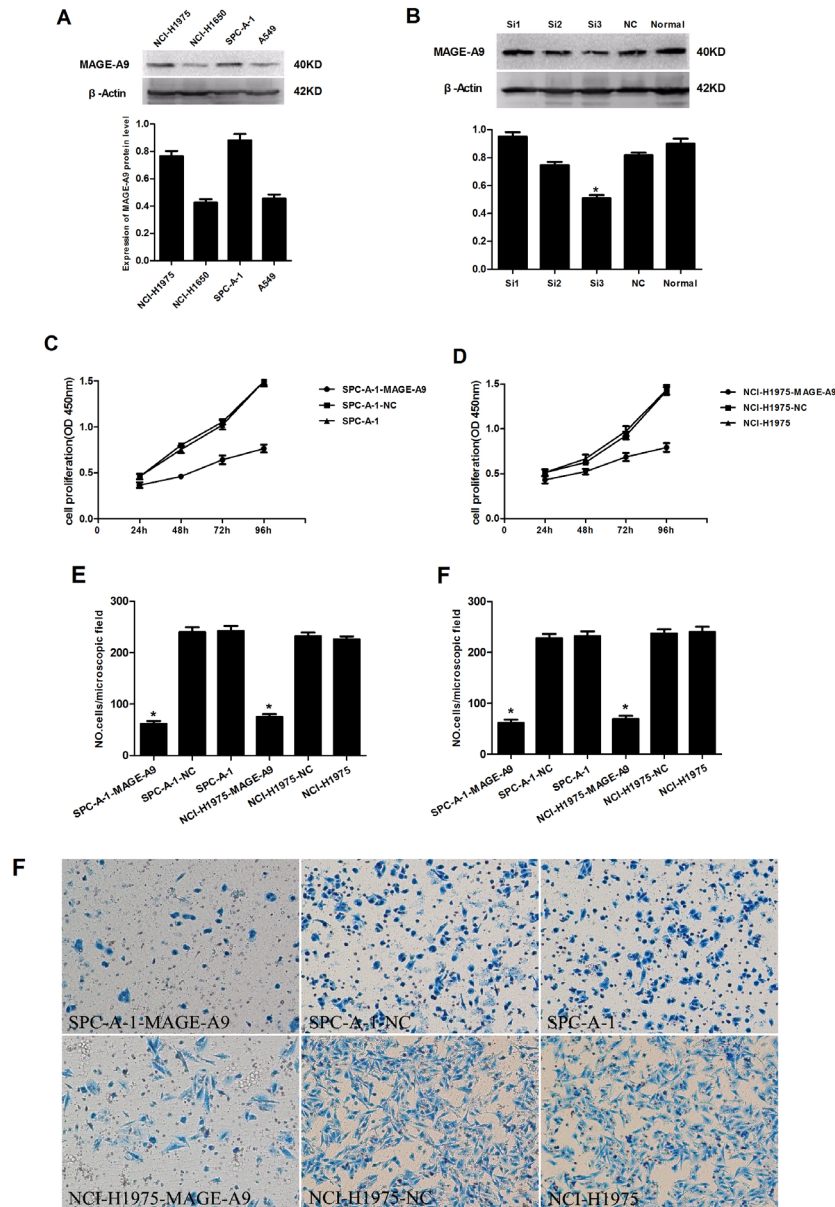 A
NCI-H1975 NCI-H1650 SPC-A-1 A549
MAGE-A9 40KD
β-Actin 42KD
Expression of MAGE-A9 protein level
1.0
0.8
0.6
0.4
0.2
0.0
NCI-H1975 NCI-H1650 SPC-A-1 A549
B
Si1 Si2 Si3 NC Normal
MAGE-A9 40KD
β-Actin 42KD
1.0
0.8
0.6
0.4
0.2
0.0
*
Si1 Si2 Si3 NC Normal
C
cell proliferation(OD 450nm)
1.5
1.0
0.5
0.0
0 24h 48h 72h 96h
SPC-A-1-MAGE-A9
SPC-A-1-NC
SPC-A-1
D
cell proliferation(OD 450nm)
1.5
1.0
0.5
0.0
0 24h 48h 72h 96h
NCI-H1975-MAGE-A9
NCI-H1975-NC
NCI-H1975
E
NO.cells/microscopic field
300
200
100
0
* *
SPC-A-1-MAGE-A9 SPC-A-1-NC SPC-A-1 NCI-H1975-MAGE-A9 NCI-H1975-NC NCI-H1975
F
NO.cells/microscopic field
300
200
100
0
* *
SPC-A-1-MAGE-A9 SPC-A-1-NC SPC-A-1 NCI-H1975-MAGE-A9 NCI-H1975-NC NCI-H1975
F
SPC-A-1-MAGE-A9 SPC-A-1-NC SPC-A-1
NCI-H1975-MAGE-A9 NCI-H1975-NC NCI-H1975